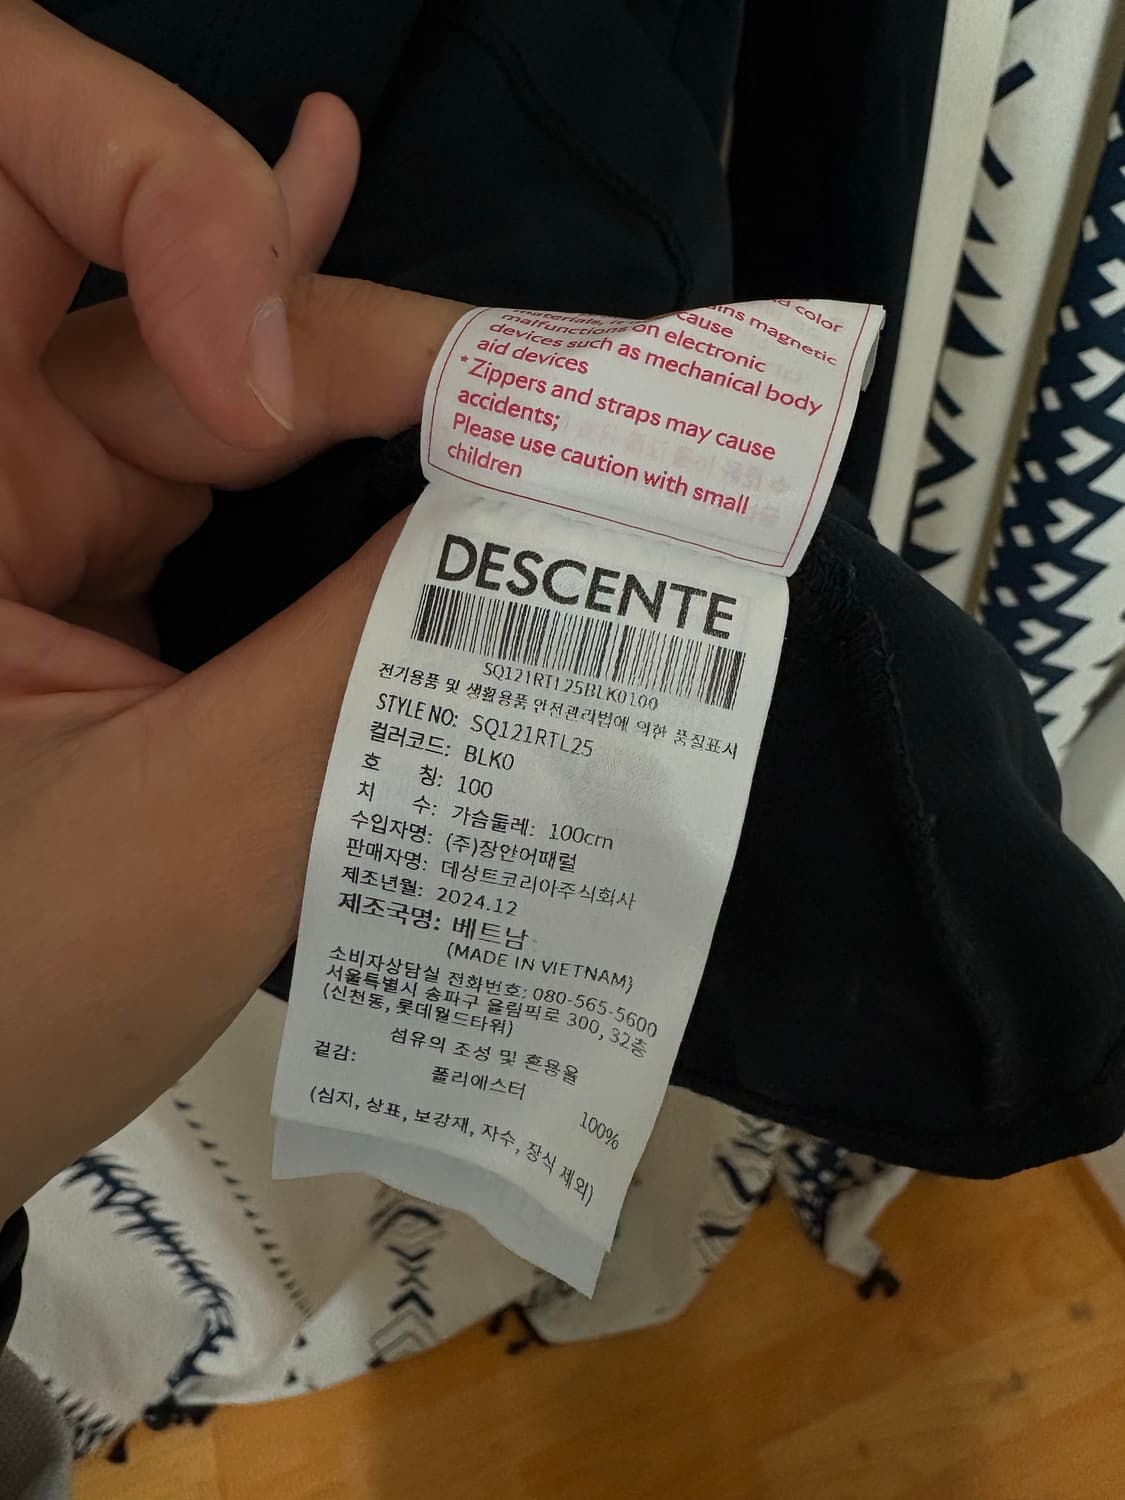 color
ins magnetic
cause
malfunctions on electronic
devices such as mechanical body
aid devices
*Zippers and straps may cause
accidents;
Please use caution with small
children
DESCENTE
SQ121RTL25BLK0100
전기용품 및 생활용품 안전관리법에 의한 품질표시
STYLE NO: SQ121RTL25
컬러코드: BLK0
호 칭: 100
치 수: 가슴둘레: 100cm
수입자명: (주)장안어패럴
판매자명: 데상트코리아주식회사
제조년월: 2024.12
제조국명: 베트남
(MADE IN VIETNAM)
소비자상담실 전화번호: 080-565-5600
서울특별시 송파구 올림픽로 300, 32층
(신천동, 롯데월드타워)
섬유의 조성 및 혼용율
겉감:
폴리에스터 100%
(심지, 상표, 보강재, 자수, 장식 제외)